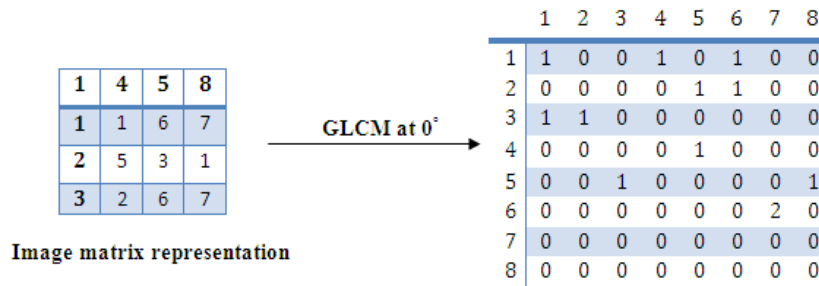 1 4 5 8
1 1 6 7
2 5 3 1
3 2 6 7
Image matrix representation
GLCM at 0°
1 2 3 4 5 6 7 8
1 1 0 0 1 0 1 0 0
2 0 0 0 0 1 1 0 0
3 1 1 0 0 0 0 0 0
4 0 0 0 0 1 0 0 0
5 0 0 1 0 0 0 0 1
6 0 0 0 0 0 0 2 0
7 0 0 0 0 0 0 0 0
8 0 0 0 0 0 0 0 0